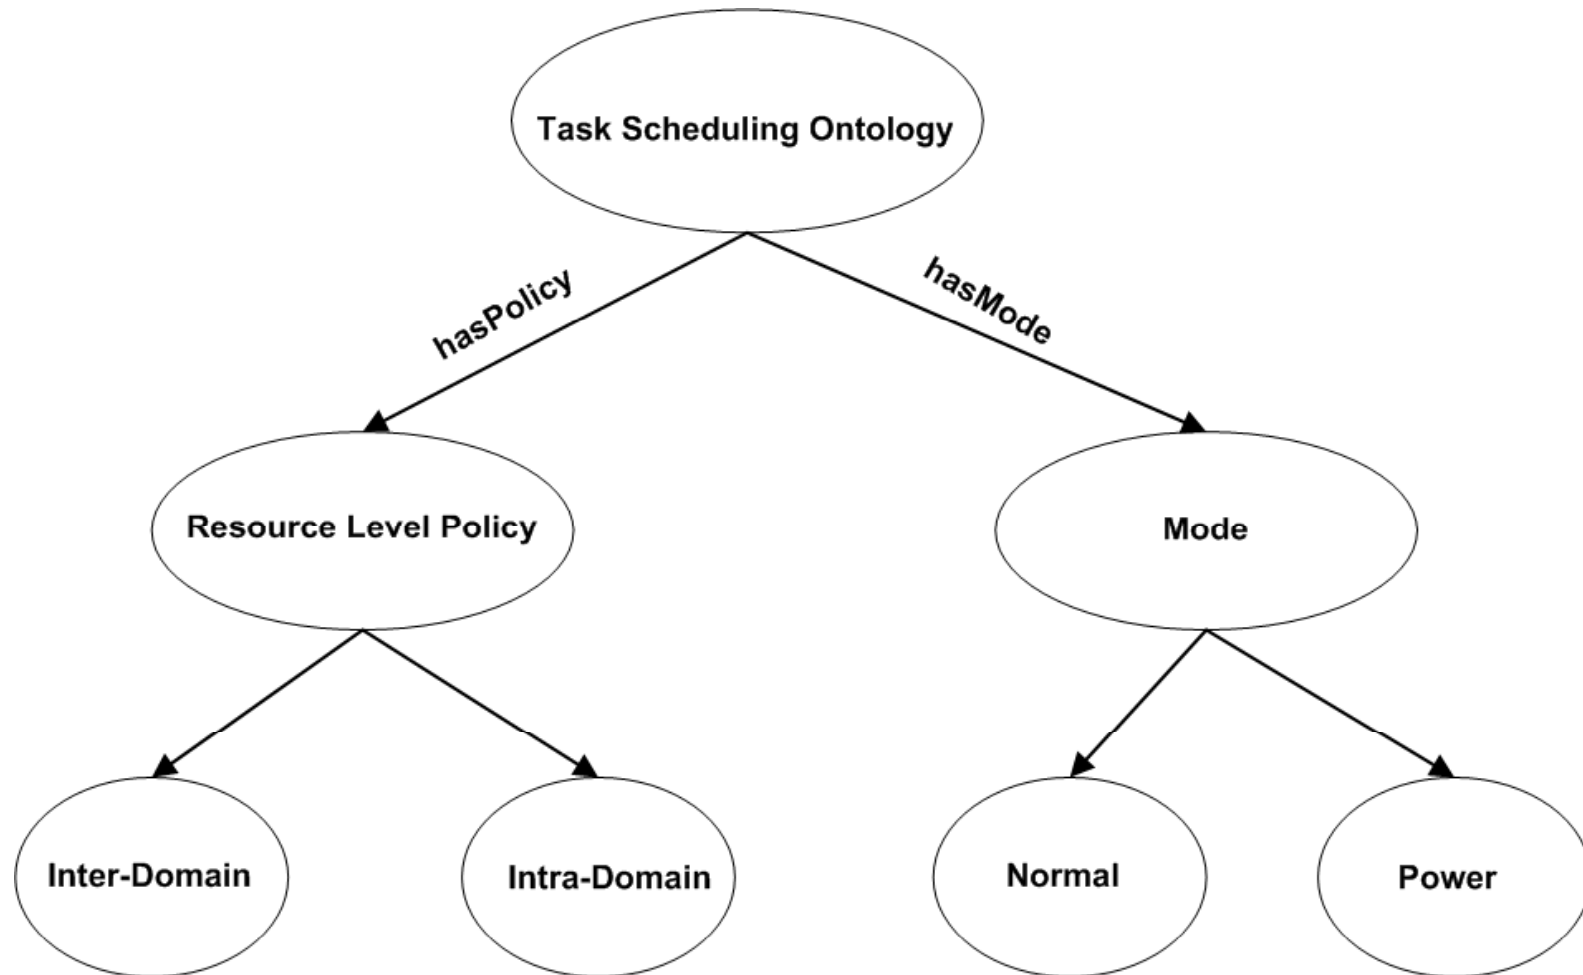 Task Scheduling Ontology
hasPolicy
hasMode
Resource Level Policy
Mode
Inter-Domain
Intra-Domain
Normal
Power